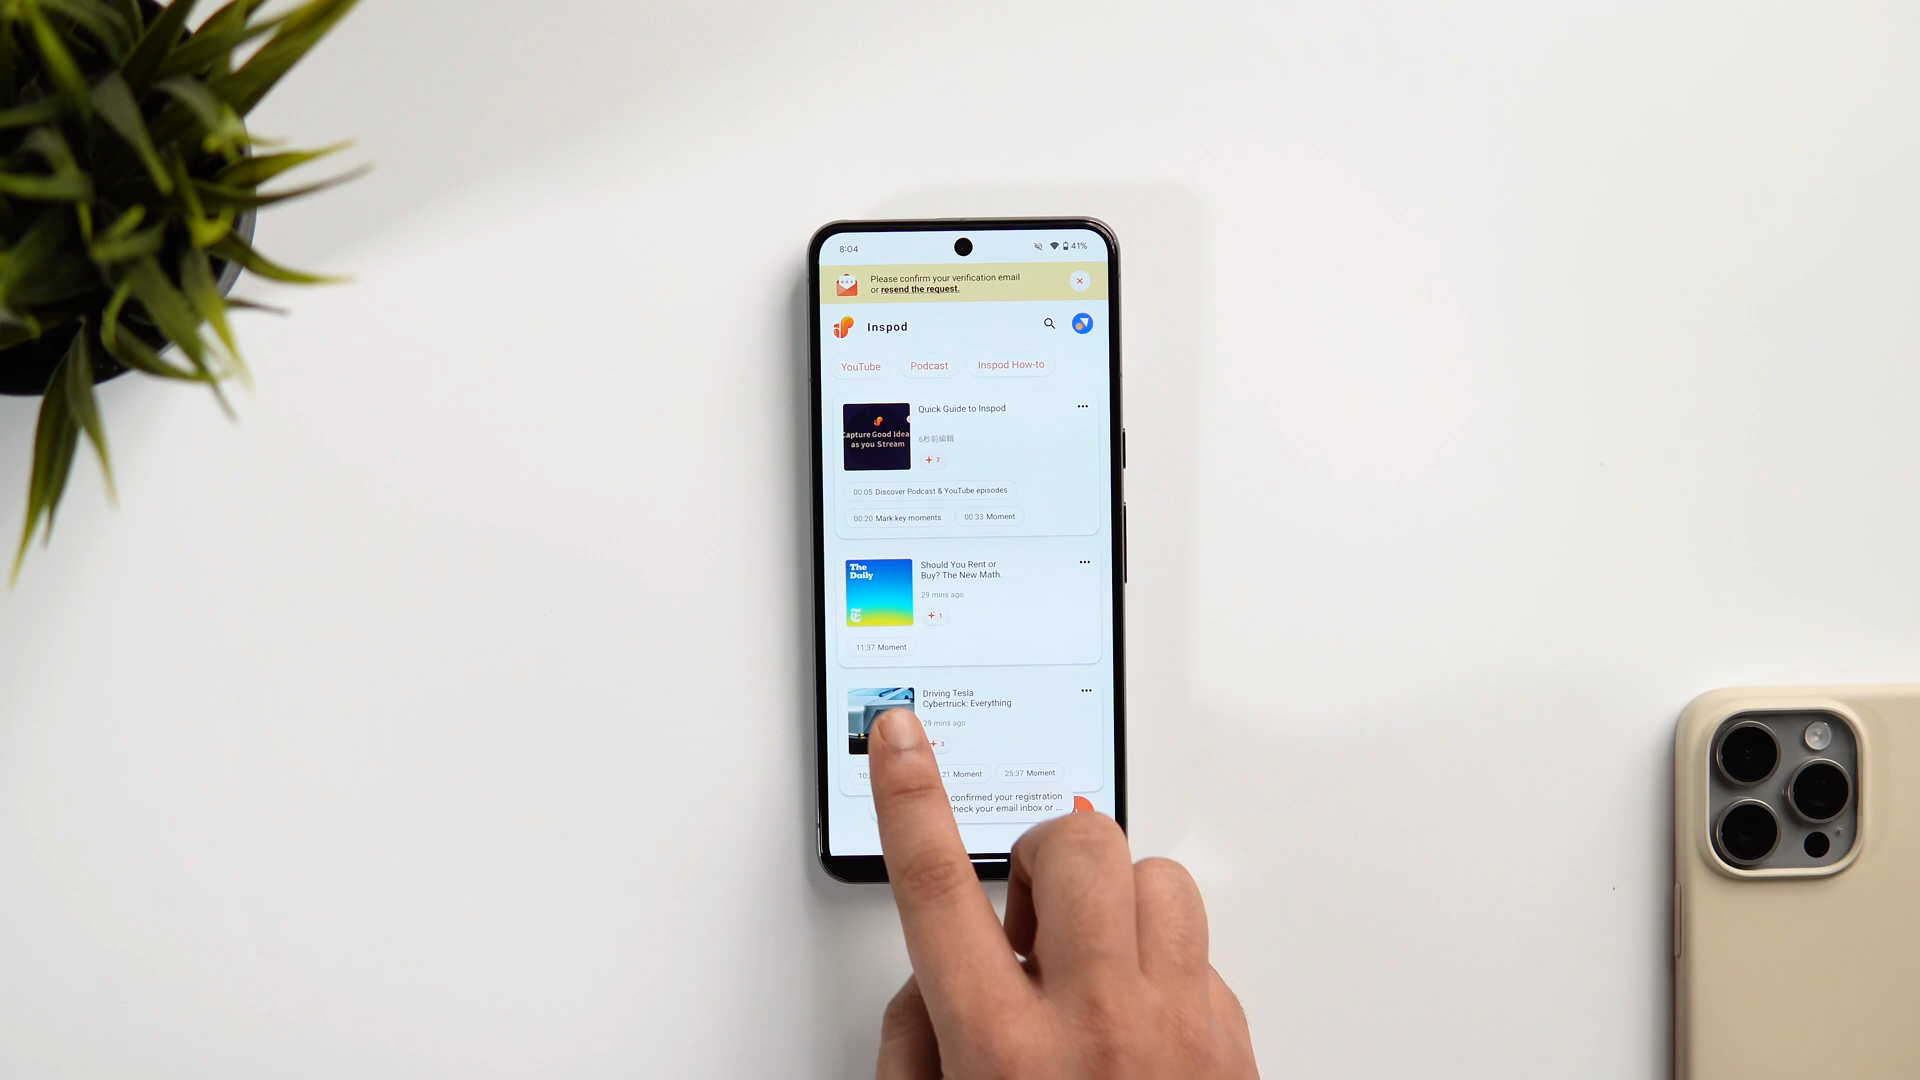 8:04
41%
Please confirm your verification email
or resend the request.
Inspod
YouTube
Podcast
Inspod How-to
Capture Good Idea
as you Stream
Quick Guide to Inspod
6秒前編輯
7
00:05 Discover Podcast & YouTube episodes
00:20 Mark key moments
00:33 Moment
The
Daily
Should You Rent or
Buy? The New Math.
29 mins ago
1
11:37 Moment
Driving Tesla
Cybertruck: Everything
29 mins ago
3
10:
21 Moment
25:37 Moment
confirmed your registration
check your email inbox or ...